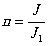 n = J / J₁